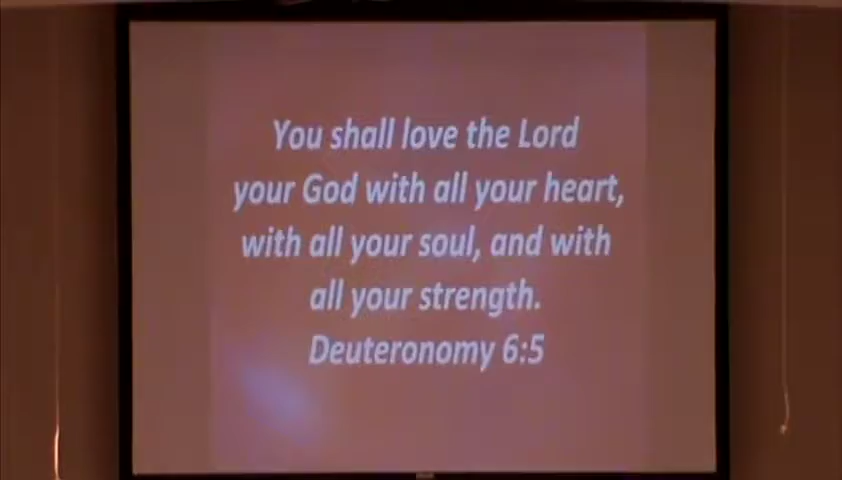 You shall love the Lord
your God with all your heart,
with all your soul, and with
all your strength.
Deuteronomy 6:5